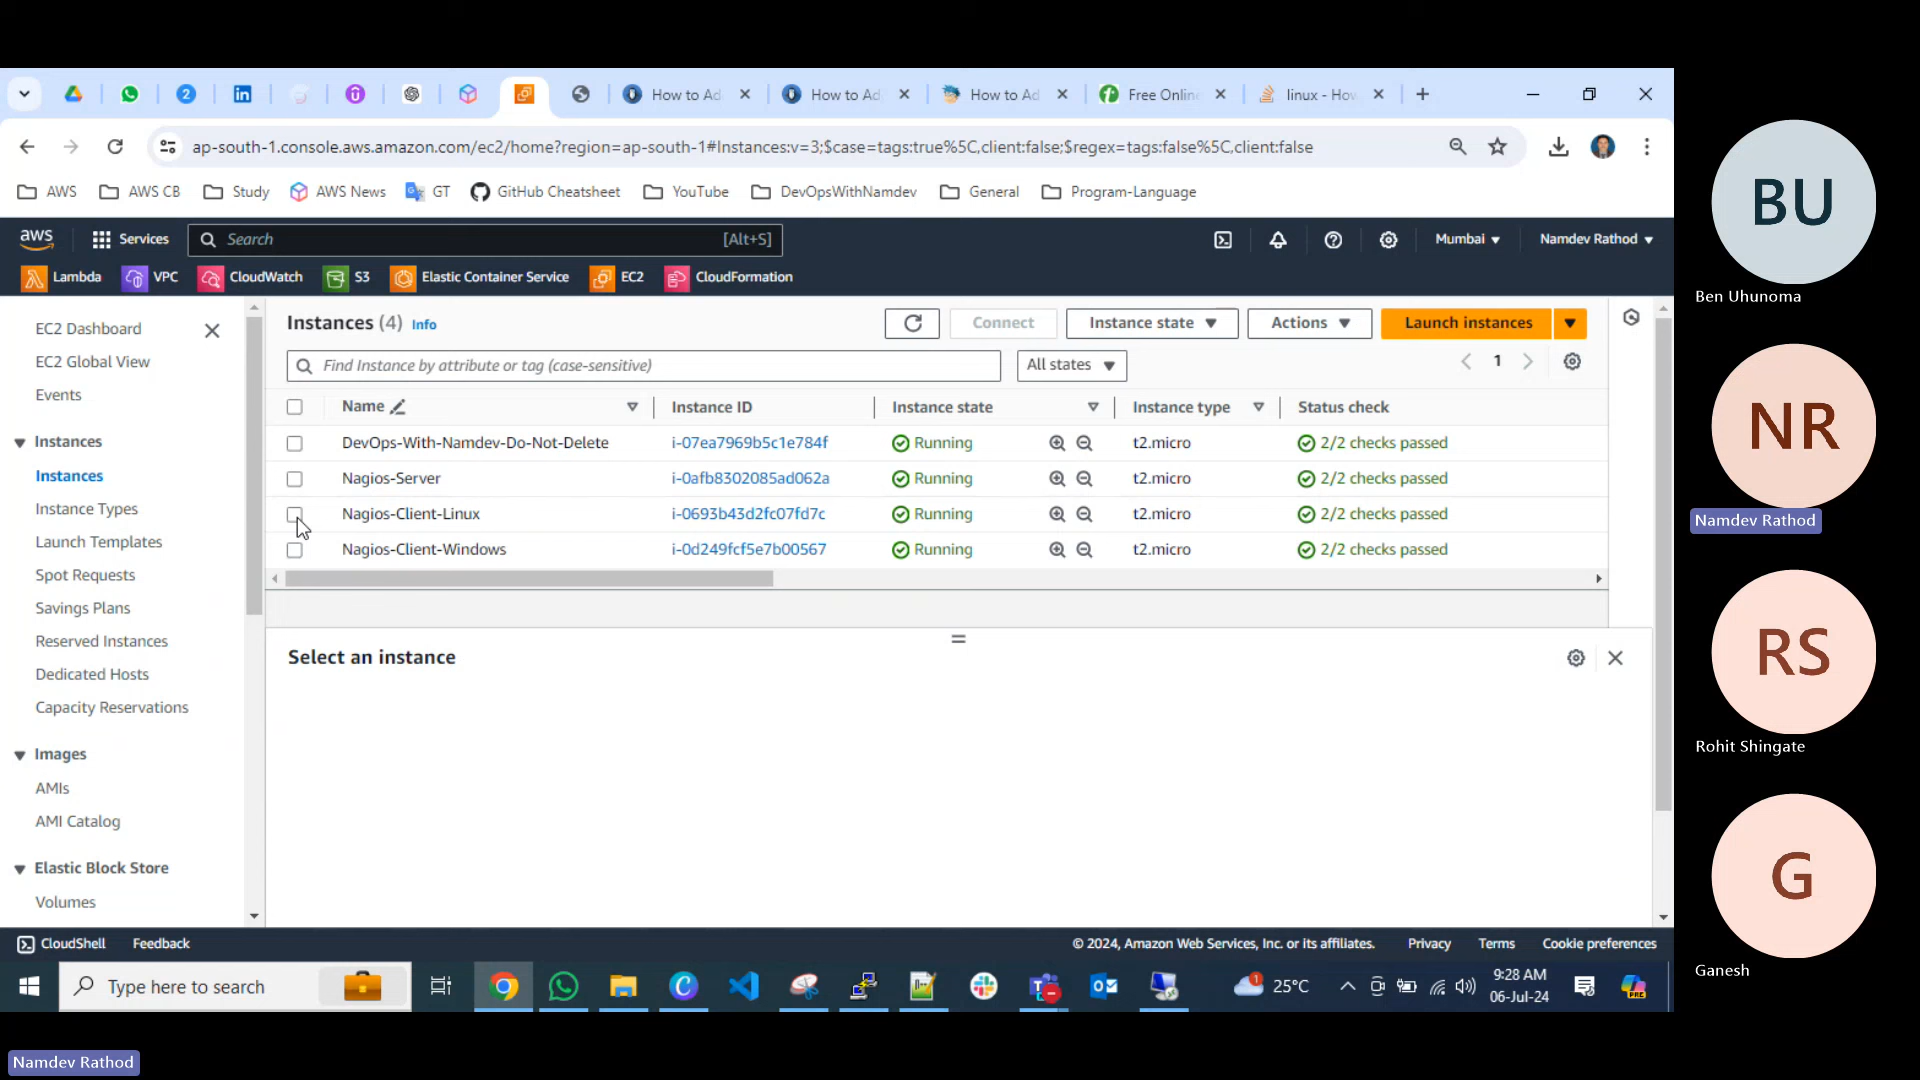 How to Ad
How to Ad
How to Ad
Free Onlin
linux - How
ap-south-1.console.aws.amazon.com/ec2/home?region=ap-south-1#Instances:v=3;$case=tags:true%5C,client:false;$regex=tags:false%5C,client:false
AWS
AWS CB
Study
AWS News
GT
GitHub Cheatsheet
YouTube
DevOpsWithNamdev
General
Program-Language
aws
Services
Search
[Alt+S]
Mumbai
Namdev Rathod
Lambda
VPC
CloudWatch
S3
Elastic Container Service
EC2
CloudFormation
EC2 Dashboard
EC2 Global View
Events
Instances
Instances
Instance Types
Launch Templates
Spot Requests
Savings Plans
Reserved Instances
Dedicated Hosts
Capacity Reservations
Images
AMIs
AMI Catalog
Elastic Block Store
Volumes
Instances (4) Info
Connect
Instance state
Actions
Launch instances
Find Instance by attribute or tag (case-sensitive)
All states
1
Name Instance ID Instance state Instance type Status check
DevOps-With-Namdev-Do-Not-Delete i-07ea7969b5c1e784f Running t2.micro 2/2 checks passed
Nagios-Server i-0afb8302085ad062a Running t2.micro 2/2 checks passed
Nagios-Client-Linux i-0693b43d2fc07fd7c Running t2.micro 2/2 checks passed
Nagios-Client-Windows i-0d249fcf5e7b00567 Running t2.micro 2/2 checks passed
Select an instance
CloudShell
Feedback
© 2024, Amazon Web Services, Inc. or its affiliates.
Privacy
Terms
Cookie preferences
Type here to search
25°C
9:28 AM
06-Jul-24
BU
Ben Uhunoma
NR
Namdev Rathod
RS
Rohit Shingate
G
Ganesh
Namdev Rathod